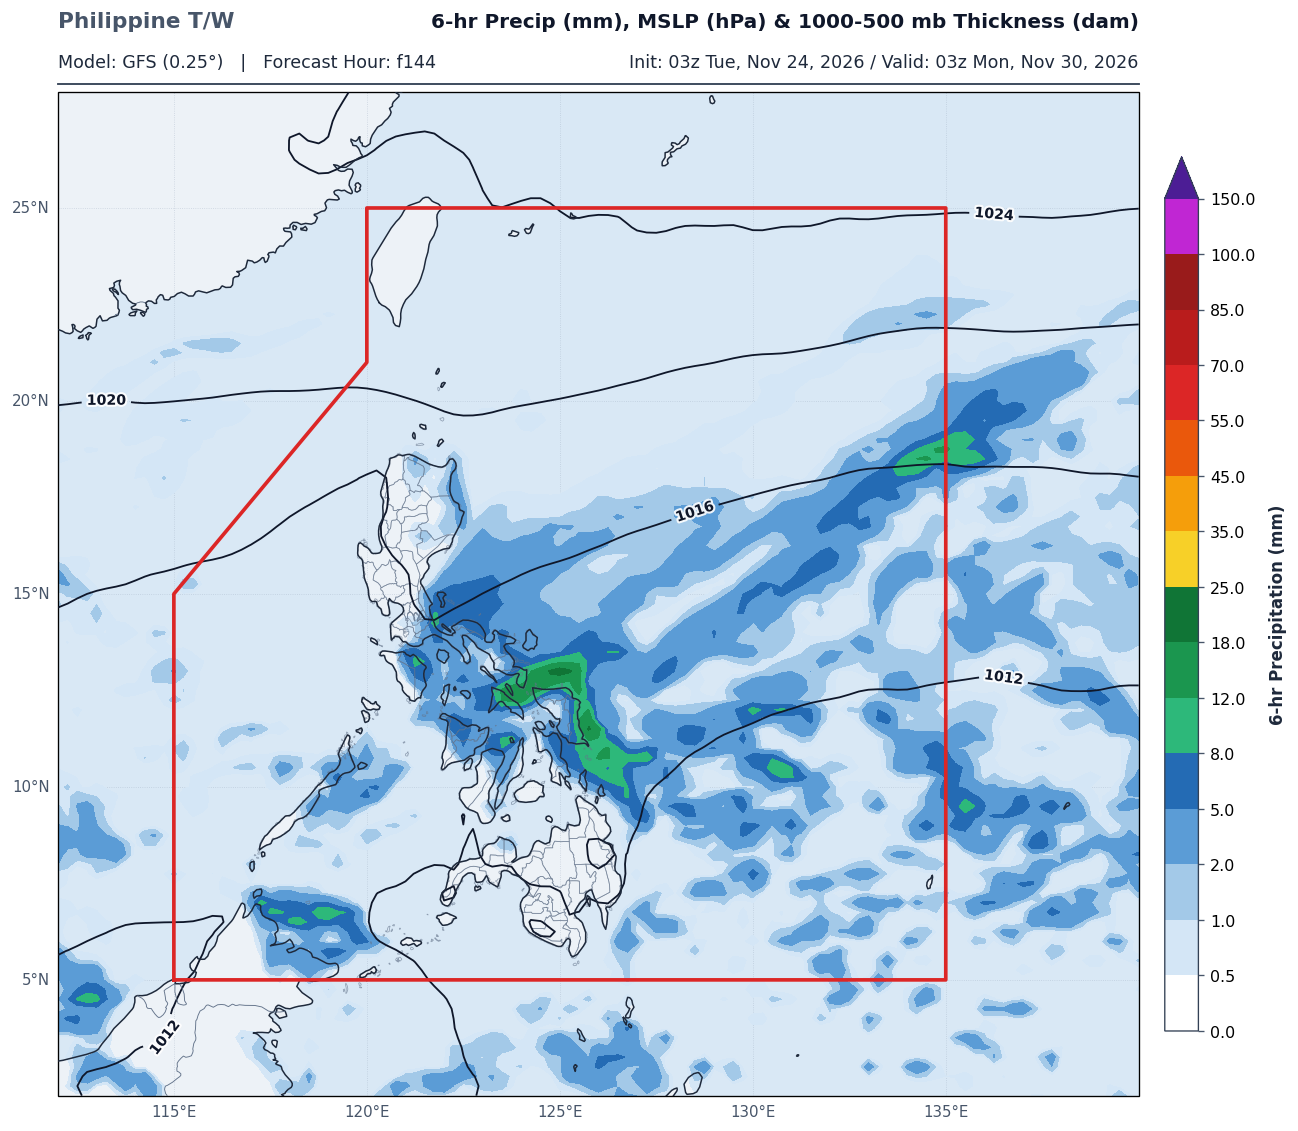 Philippine T/W
6-hr Precip (mm), MSLP (hPa) & 1000-500 mb Thickness (dam)
Model: GFS (0.25°) | Forecast Hour: f144
Init: 03z Tue, Nov 24, 2026 / Valid: 03z Mon, Nov 30, 2026
25°N
20°N
15°N
10°N
5°N
1024
1020
1016
1012
1012
115°E
120°E
125°E
130°E
135°E
150.0
100.0
85.0
70.0
55.0
45.0
35.0
25.0
18.0
12.0
8.0
5.0
2.0
1.0
0.5
0.0
6-hr Precipitation (mm)